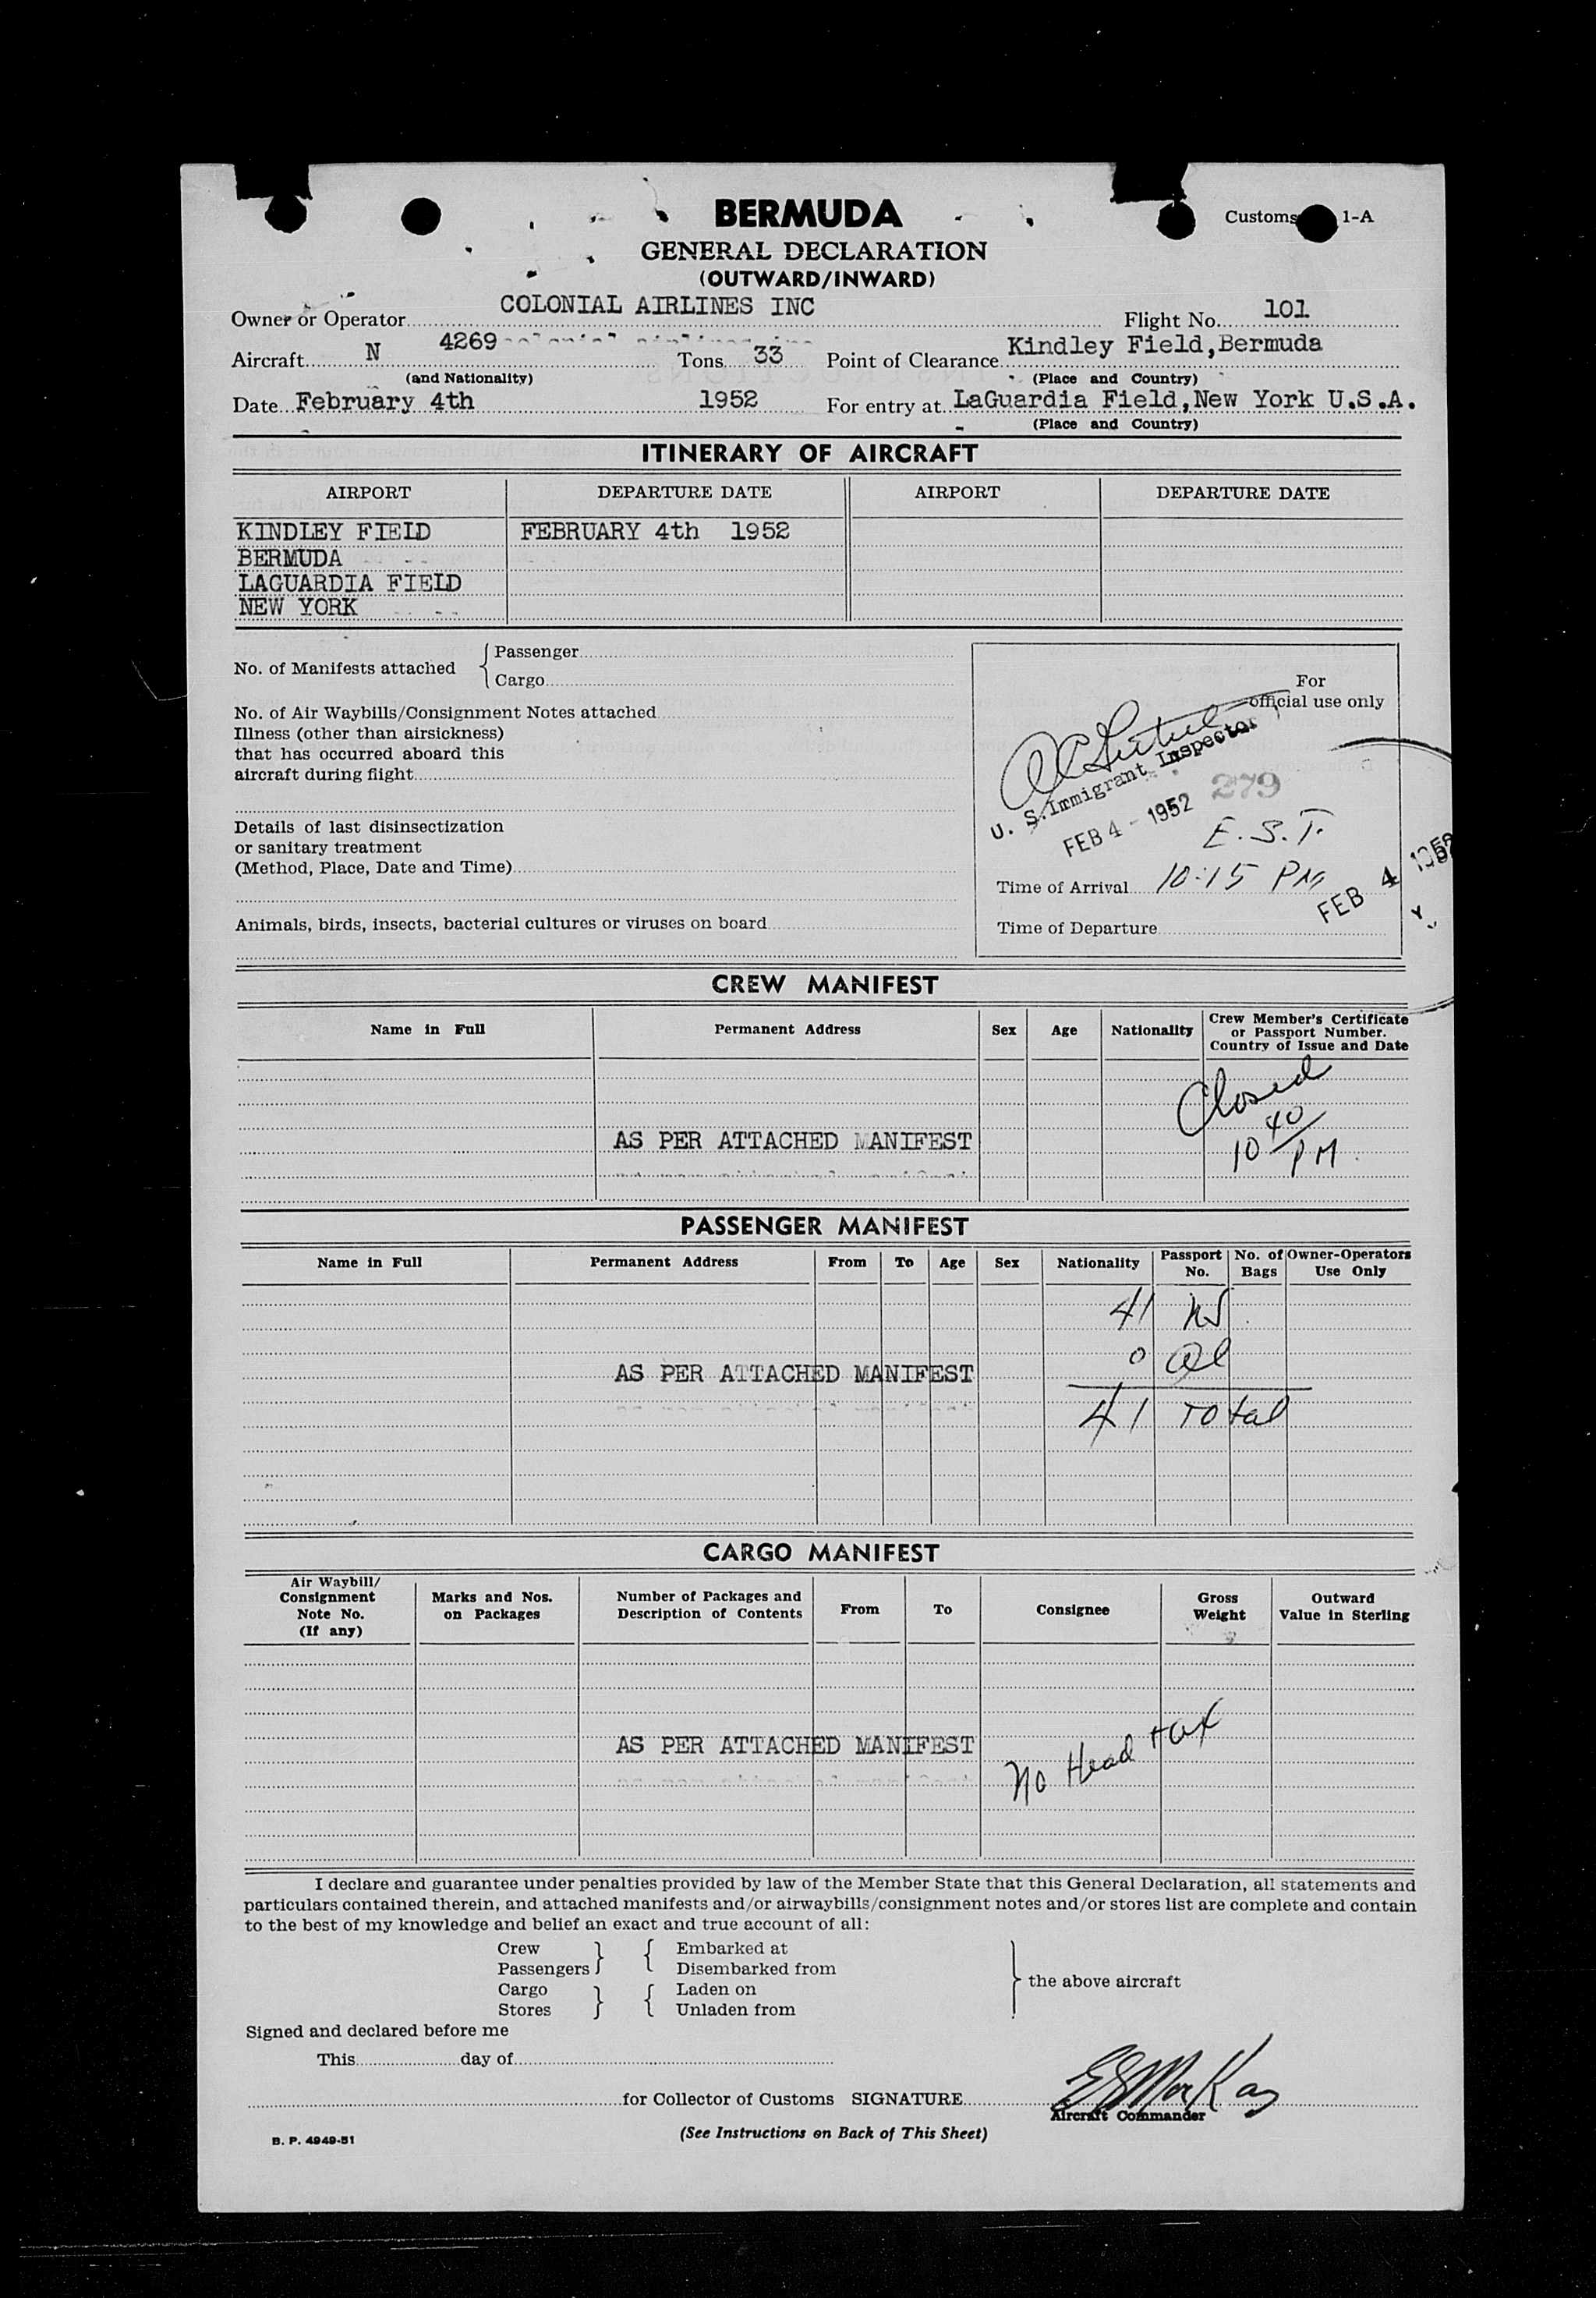 BERMUDA
Customs 1-A
GENERAL DECLARATION
(OUTWARD/INWARD)
Owner or Operator COLONIAL AIRLINES INC Flight No. 101
Aircraft N 4269 Tons 33 Point of Clearance Kindley Field, Bermuda
(and Nationality) (Place and Country)
Date February 4th 1952 For entry at LaGuardia Field, New York U.S.A.
(Place and Country)
ITINERARY OF AIRCRAFT
AIRPORT DEPARTURE DATE AIRPORT DEPARTURE DATE
KINDLEY FIELD FEBRUARY 4th 1952
BERMUDA
LAGUARDIA FIELD
NEW YORK
No. of Manifests attached { Passenger
Cargo
No. of Air Waybills/Consignment Notes attached
Illness (other than airsickness)
that has occurred aboard this
aircraft during flight
Details of last disinsectization
or sanitary treatment
(Method, Place, Date and Time)
Animals, birds, insects, bacterial cultures or viruses on board
For
official use only
U. S. Immigrant Inspector
FEB 4 - 1952 279
E.S.T.
Time of Arrival 10:15 PM
FEB 4 1952
Time of Departure
CREW MANIFEST
Name in Full Permanent Address Sex Age Nationality Crew Member's Certificate
or Passport Number.
Country of Issue and Date
Closed
10 40/PM
AS PER ATTACHED MANIFEST
PASSENGER MANIFEST
Name in Full Permanent Address From To Age Sex Nationality Passport No. No. of Bags Owner-Operators Use Only
41
0
AS PER ATTACHED MANIFEST
41 Total
CARGO MANIFEST
Air Waybill/
Consignment
Note No.
(If any)
Marks and Nos.
on Packages
Number of Packages and
Description of Contents
From To Consignee
Gross
Weight
Outward
Value in Sterling
AS PER ATTACHED MANIFEST
No Head tax
I declare and guarantee under penalties provided by law of the Member State that this General Declaration, all statements and
particulars contained therein, and attached manifests and/or airwaybills/consignment notes and/or stores list are complete and contain
to the best of my knowledge and belief an exact and true account of all:
Crew } { Embarked at
Passengers Disembarked from
Cargo } { Laden on
Stores Unladen from
} the above aircraft
Signed and declared before me
This day of
for Collector of Customs SIGNATURE
Aircraft Commander
B. P. 4949-51
(See Instructions on Back of This Sheet)